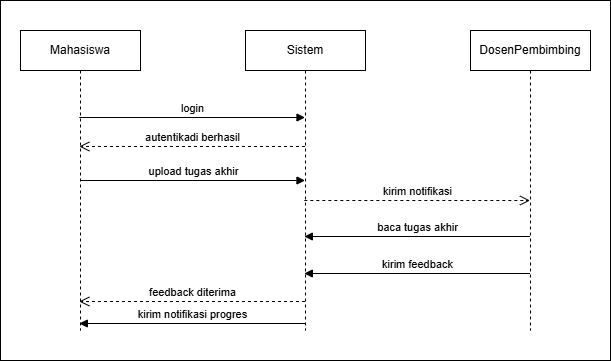 Mahasiswa
Sistem
DosenPembimbing
login
autentikadi berhasil
upload tugas akhir
kirim notifikasi
baca tugas akhir
kirim feedback
feedback diterima
kirim notifikasi progres